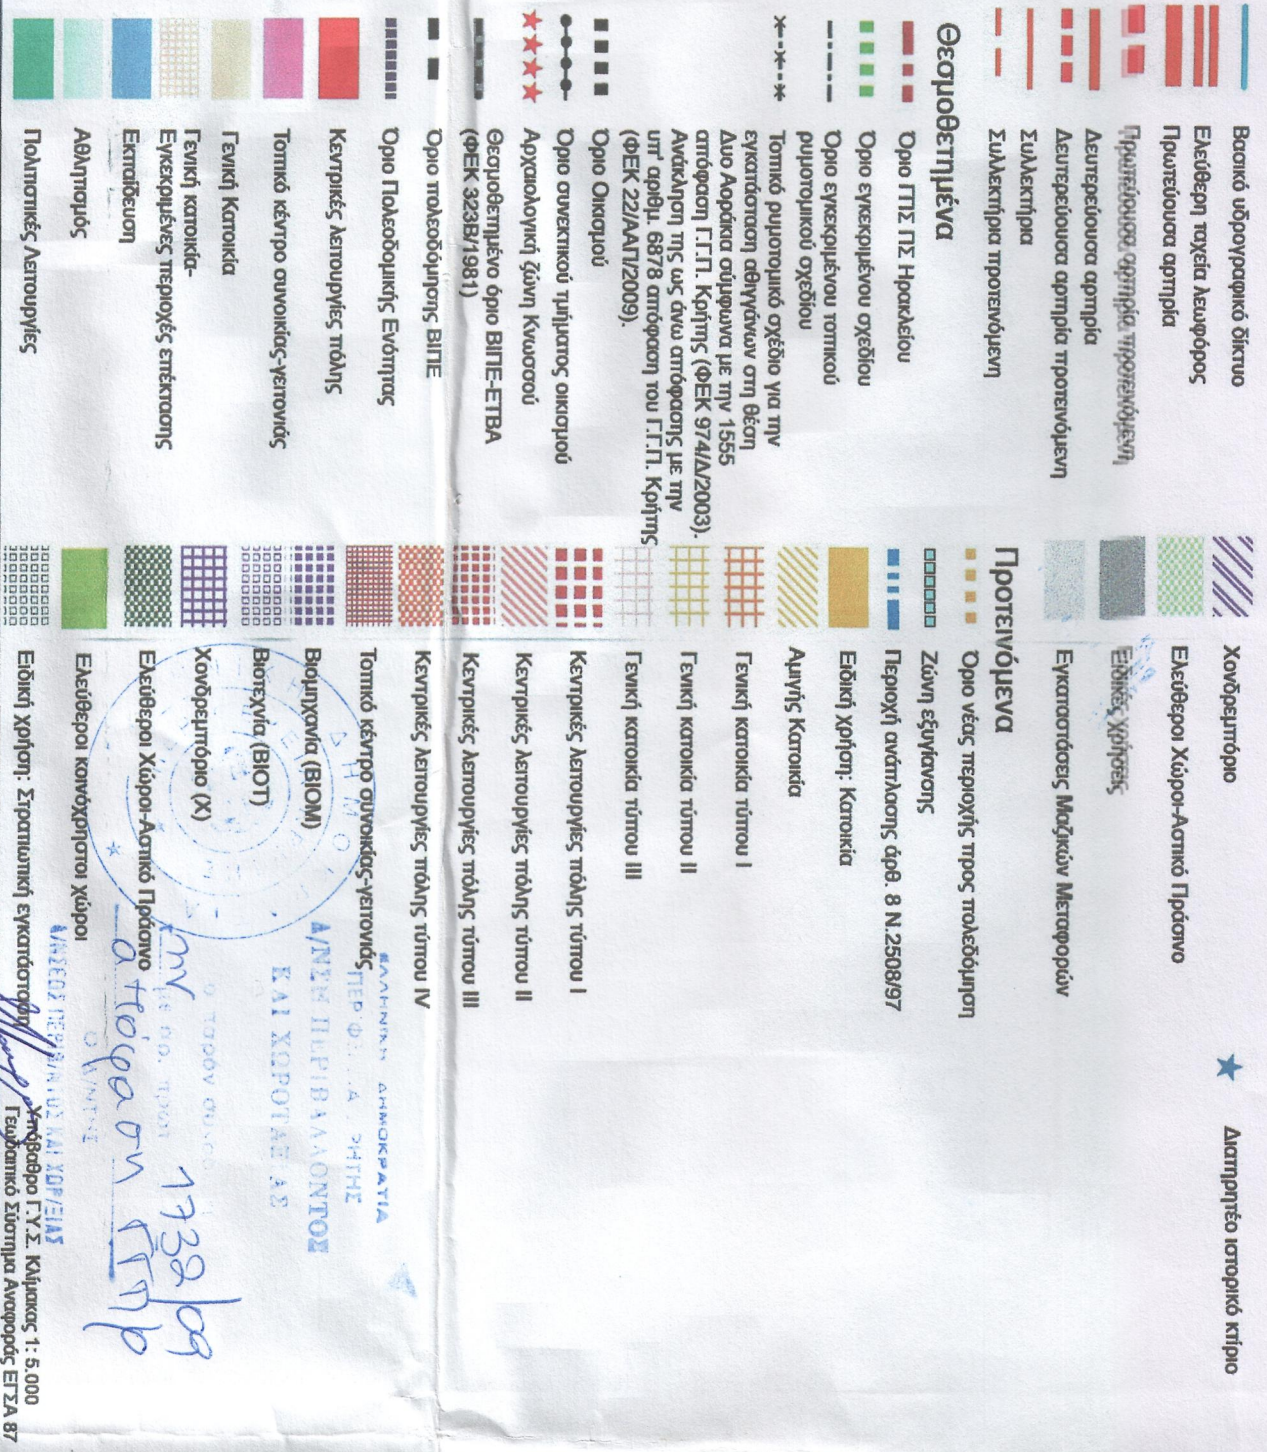 Βασικό υδρογραφικό δίκτυο
Ελεύθερη ταχεία λεωφόρος
Πρωτεύουσα αρτηρία
Πρωτεύουσα αρτηρία προτεινόμενη
Δευτερεύουσα αρτηρία
Δευτερεύουσα αρτηρία προτεινόμενη
Συλλεκτήρια
Συλλεκτήρια προτεινόμενη
Θεσμοθετημένα
Όριο ΓΠΣ ΠΣ Ηρακλείου
Όριο εγκεκριμένου σχεδίου
Όριο εγκεκριμένου τοπικού
ρυμοτομικού σχεδίου
Τοπικό ρυμοτομικό σχέδιο για την
εγκατάσταση αθιγγάνων στη θέση
Δυο Αοράκια σύμφωνα με την 1555
απόφαση Γ.Γ.Π. Κρήτης (ΦΕΚ 974/Δ/2003).
Ανάκληση της ως άνω απόφασης με την
υπ' αριθμ. 6878 απόφαση του Γ.Γ.Π. Κρήτης
(ΦΕΚ 22/ΑΑΠ/2009).
Όριο Οικισμού
Όριο συνεκτικού τμήματος οικισμού
Αρχαιολογική ζώνη Κνωσσού
Θεσμοθετημένο όριο ΒΙΠΕ-ΕΤΒΑ
(ΦΕΚ 323Β/1981)
Όριο πολεοδόμησης ΒΙΠΕ
Όριο Πολεοδομικής Ενότητας
Κεντρικές λειτουργίες πόλης
Τοπικό κέντρο συνοικίας-γειτονιάς
Γενική Κατοικία
Γενική κατοικία-
Εγκεκριμένες περιοχές επέκτασης
Εκπαίδευση
Αθλητισμός
Πολιτιστικές Λειτουργίες
Χονδρεμπόριο
Ελεύθεροι Χώροι-Αστικό Πράσινο
Ειδικές χρήσεις
Εγκαταστάσεις Μαζικών Μεταφορών
Προτεινόμενα
Όριο νέας περιοχής προς πολεδόμηση
Ζώνη εξυγίανσης
Περιοχή ανάπλασης άρθ. 8 Ν.2508/97
Ειδική χρήση: Κατοικία
Αμιγής Κατοικία
Γενική κατοικία τύπου Ι
Γενική κατοικία τύπου ΙΙ
Γενική κατοικία τύπου ΙΙΙ
Κεντρικές λειτουργίες πόλης τύπου Ι
Κεντρικές λειτουργίες πόλης τύπου ΙΙ
Κεντρικές λειτουργίες πόλης τύπου ΙΙΙ
Κεντρικές λειτουργίες πόλης τύπου IV
Τοπικό κέντρο συνοικίας-γειτονιάς
Βιομηχανία (ΒΙΟΜ)
Βιοτεχνία (ΒΙΟΤ)
Χονδρεμπόριο (Χ)
Ελεύθεροι Χώροι-Αστικό Πράσινο
Ελεύθεροι κοινόχρηστοι χώροι
Ειδική χρήση: Στρατιωτική εγκατάσταση
Διατηρητέο ιστορικό κτίριο
ΕΛΛΗΝΙΚΗ ΔΗΜΟΚΡΑΤΙΑ
Δ/ΝΣΗ ΠΕΡΙΒΑΛΛΟΝΤΟΣ
ΚΑΙ ΧΩΡΟΤΑΞΙΑΣ
την 1732/09
απόφαση ΓΓΠΚρ
Υπόβαθρο Γ.Υ.Σ. Κλίμακας 1: 5.000
Γεωδαιτικό Σύστημα Αναφοράς ΕΓΣΑ 87